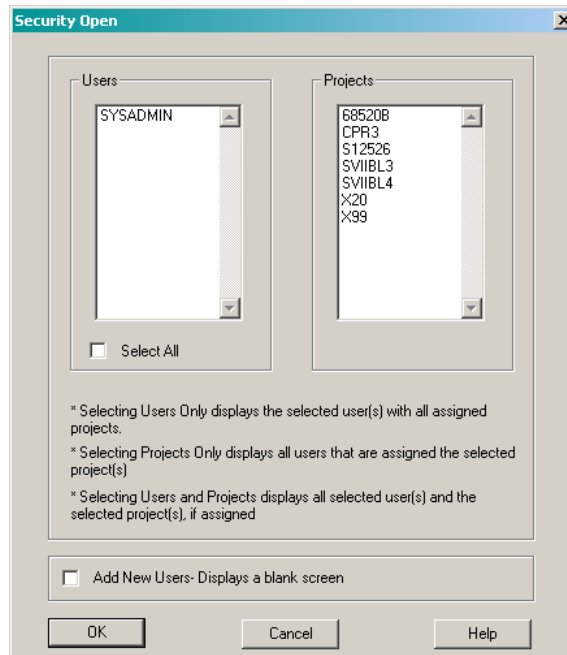 Security Open
Users
SYSADMIN
Select All
Projects
68520B
CPR3
S12526
SVIIBL3
SVIIBL4
X20
X99
* Selecting Users Only displays the selected user(s) with all assigned
projects.
* Selecting Projects Only displays all users that are assigned the selected
project(s)
* Selecting Users and Projects displays all selected user(s) and the
selected project(s), if assigned
Add New Users- Displays a blank screen
OK
Cancel
Help